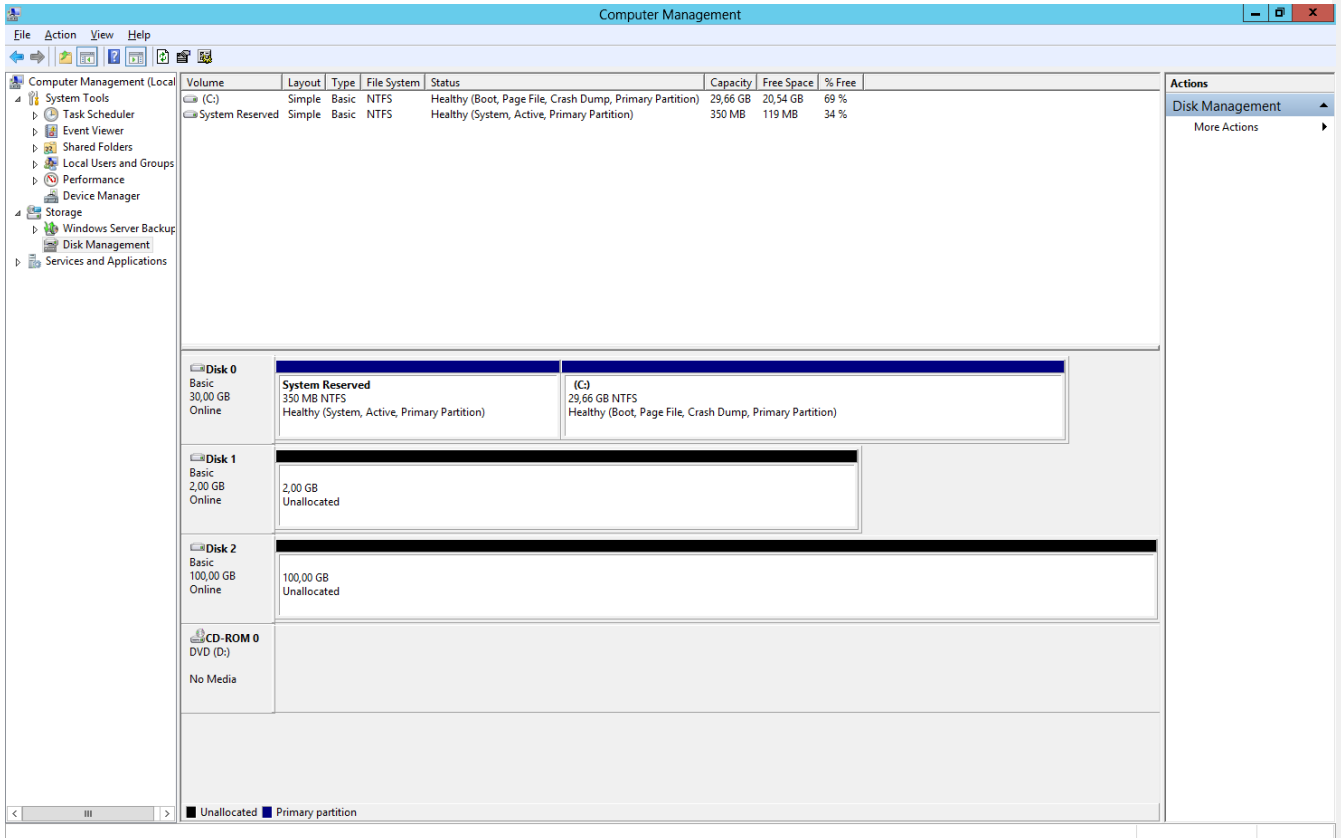 Computer Management
File Action View Help
Computer Management (Local
System Tools
Task Scheduler
Event Viewer
Shared Folders
Local Users and Groups
Performance
Device Manager
Storage
Windows Server Backup
Disk Management
Services and Applications
Volume Layout Type File System Status Capacity Free Space % Free
(C:) Simple Basic NTFS Healthy (Boot, Page File, Crash Dump, Primary Partition) 29,66 GB 20,54 GB 69 %
System Reserved Simple Basic NTFS Healthy (System, Active, Primary Partition) 350 MB 119 MB 34 %
Disk 0
Basic
30,00 GB
Online
System Reserved
350 MB NTFS
Healthy (System, Active, Primary Partition)
(C:)
29,66 GB NTFS
Healthy (Boot, Page File, Crash Dump, Primary Partition)
Disk 1
Basic
2,00 GB
Online
2,00 GB
Unallocated
Disk 2
Basic
100,00 GB
Online
100,00 GB
Unallocated
CD-ROM 0
DVD (D:)
No Media
Unallocated Primary partition
Actions
Disk Management
More Actions